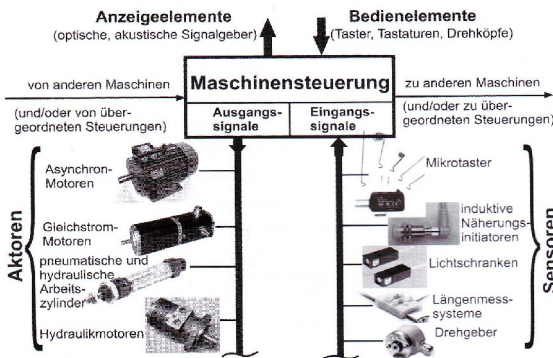 Anzeigeelemente
(optische, akustische Signalgeber)
Bedienelemente
(Taster, Tastaturen, Drehköpfe)
von anderen Maschinen
(und/oder von über-
geordneten Steuerungen)
Maschinensteuerung
Ausgangs-
signale
Eingangs-
signale
zu anderen Maschinen
(und/oder zu über-
geordneten Steuerungen)
Aktoren
Asynchron-
Motoren
Gleichstrom-
Motoren
pneumatische und
hydraulische
Arbeits-
zylinder
Hydraulikmotoren
Mikrotaster
induktive
Näherungs-
initiatoren
Lichtschranken
Längenmess-
systeme
Drehgeber
Sensoren